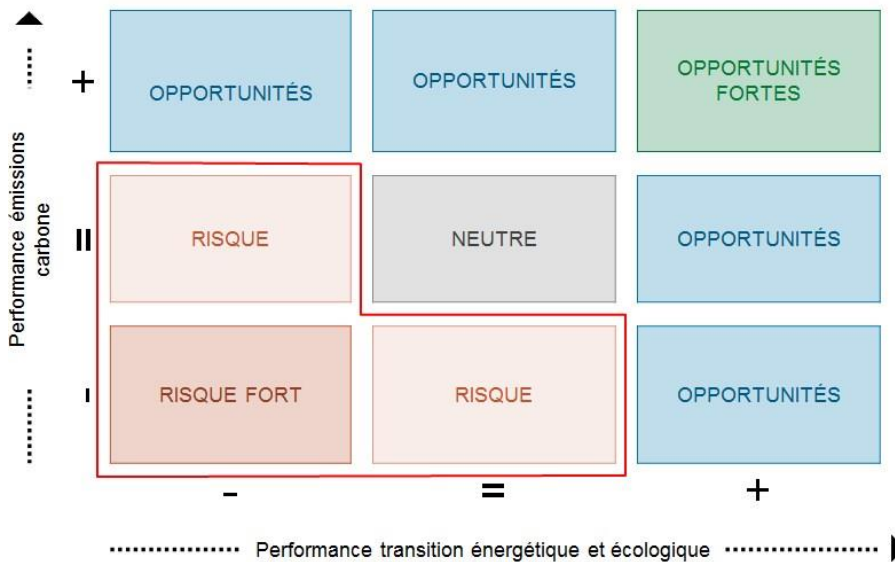 +
OPPORTUNITÉS
OPPORTUNITÉS
OPPORTUNITÉS
FORTES
Performance émissions
carbone
=
RISQUE
NEUTRE
OPPORTUNITÉS
-
RISQUE FORT
RISQUE
OPPORTUNITÉS
-
=
+
Performance transition énergétique et écologique